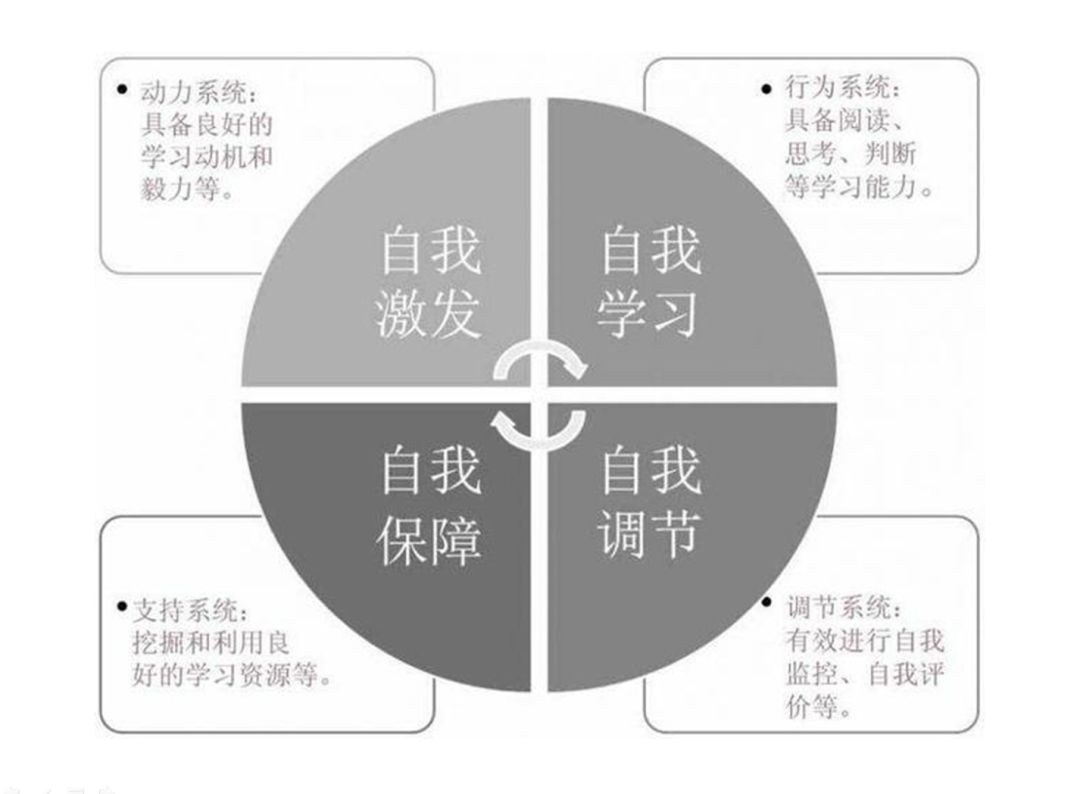 • 动力系统：
具备良好的
学习动机和
毅力等。
• 行为系统：
具备阅读、
思考、判断
等学习能力。
自我
激发
自我
学习
自我
保障
自我
调节
• 支持系统：
挖掘和利用良
好的学习资源等。
• 调节系统：
有效进行自我
监控、自我评
价等。